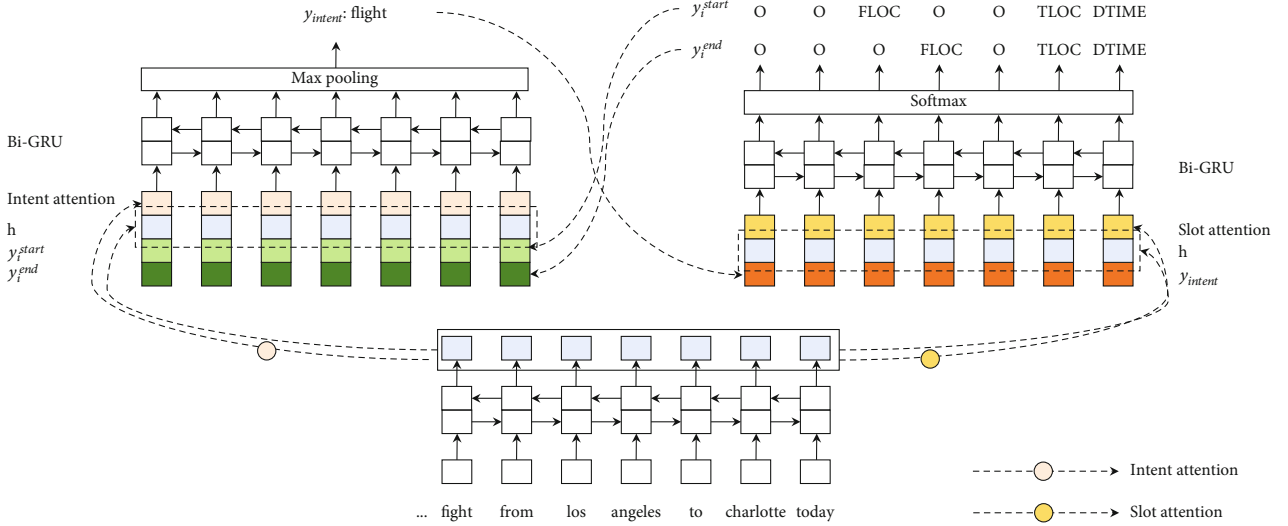 y_intent: flight
y_i^start O O FLOC O O TLOC DTIME
y_i^end O O O FLOC O TLOC DTIME
Max pooling
Softmax
Bi-GRU
Bi-GRU
Intent attention
h
y_i^start
y_i^end
Slot attention
h
y_intent
... fight from los angeles to charlotte today
Intent attention
Slot attention